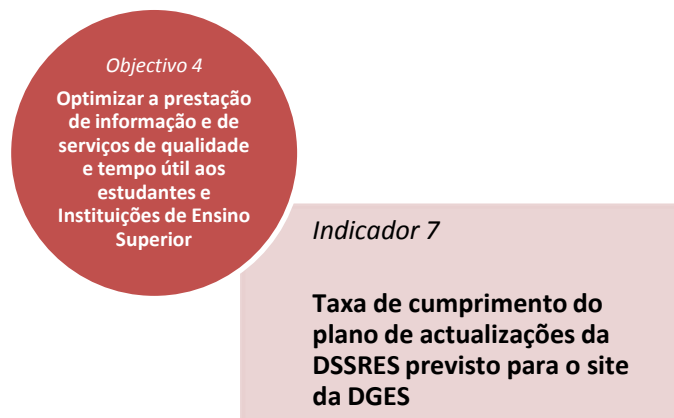 Objectivo 4
Optimizar a prestação
de informação e de
serviços de qualidade
e tempo útil aos
estudantes e
Instituições de Ensino
Superior
Indicador 7
Taxa de cumprimento do
plano de actualizações da
DSSRES previsto para o site
da DGES